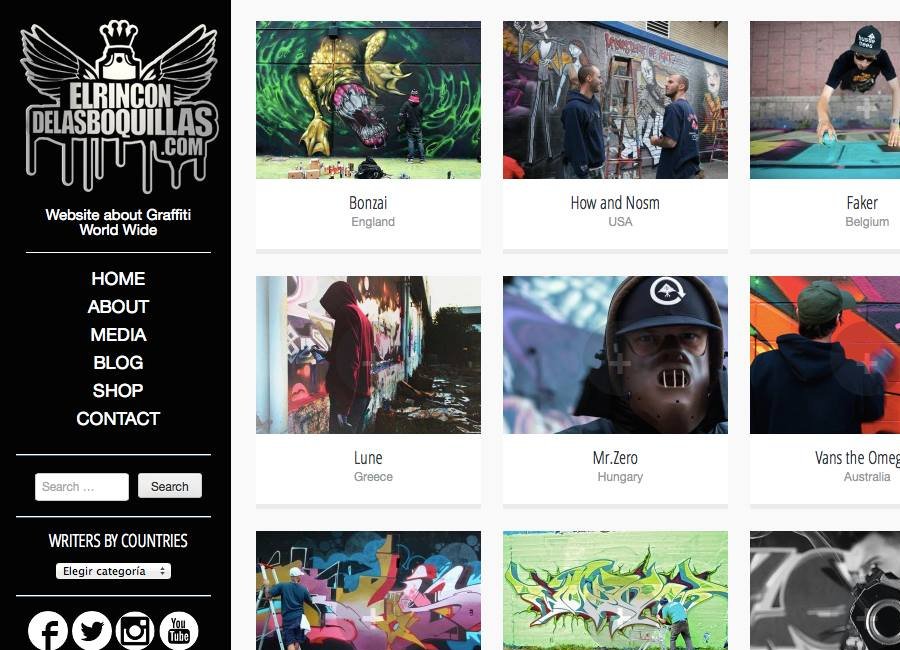 ELRINCON
DELASBOQUILLAS
.COM
Website about Graffiti
World Wide
HOME
ABOUT
MEDIA
BLOG
SHOP
CONTACT
Search ...
Search
WRITERS BY COUNTRIES
Elegir categoría
You
Tube
Bonzai
England
How and Nosm
USA
Faker
Belgium
Lune
Greece
Mr.Zero
Hungary
Vans the Omeg
Australia